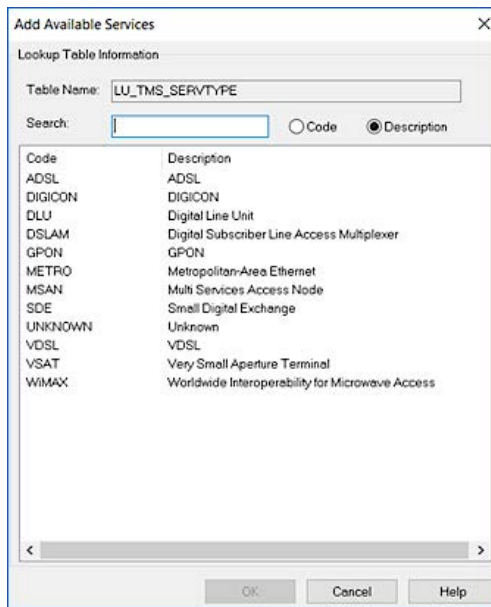 Add Available Services
Lookup Table Information
Table Name: LU_TMS_SERVTYPE
Search: Code Description
Code Description
ADSL ADSL
DIGICON DIGICON
DLU Digital Line Unit
DSLAM Digital Subscriber Line Access Multiplexer
GPON GPON
METRO Metropolitan-Area Ethernet
MSAN Multi Services Access Node
SDE Small Digital Exchange
UNKNOWN Unknown
VDSL VDSL
VSAT Very Small Aperture Terminal
WiMAX Worldwide Interoperability for Microwave Access
OK Cancel Help